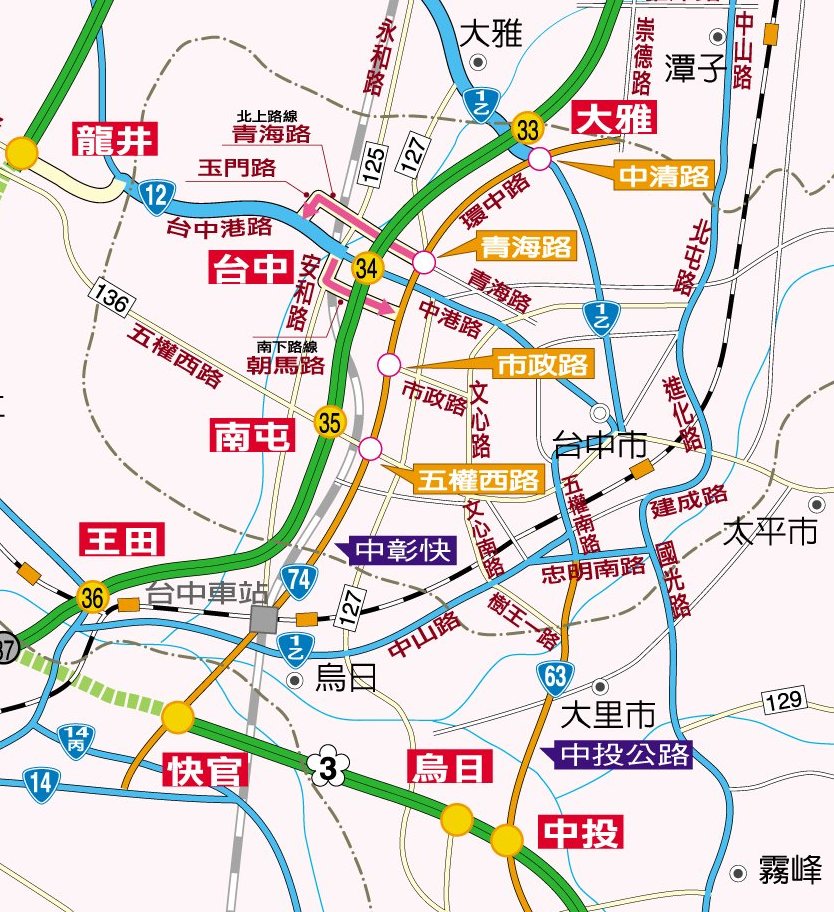 大雅
永和路
崇德路
中山路
潭子
1乙
33
大雅
龍井
北上路線
青海路
玉門路
125
127
中清路
12
台中港路
環中路
台中
34
青海路
青海路
北屯路
安和路
136
中港路
1乙
南下路線
朝馬路
五權西路
市政路
市政路
文心路
進化路
南屯
35
台中市
五權西路
五權南路
文心南路
建成路
太平市
王田
中彰快
國光路
忠明南路
74
36
台中車站
127
樹王一路
中山路
37
1乙
烏日
63
大里市
129
14丙
中投公路
快官
3
烏日
14
中投
霧峰